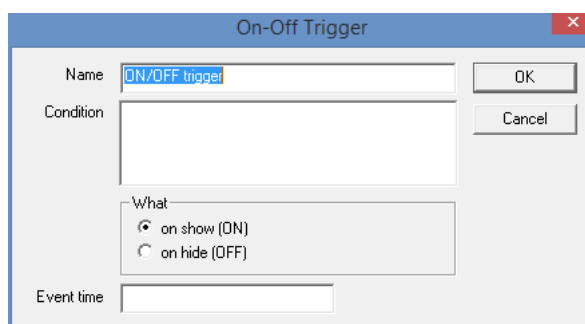 On-Off Trigger
×
Name ON/OFF trigger OK
Condition Cancel
What
on show (ON)
on hide (OFF)
Event time